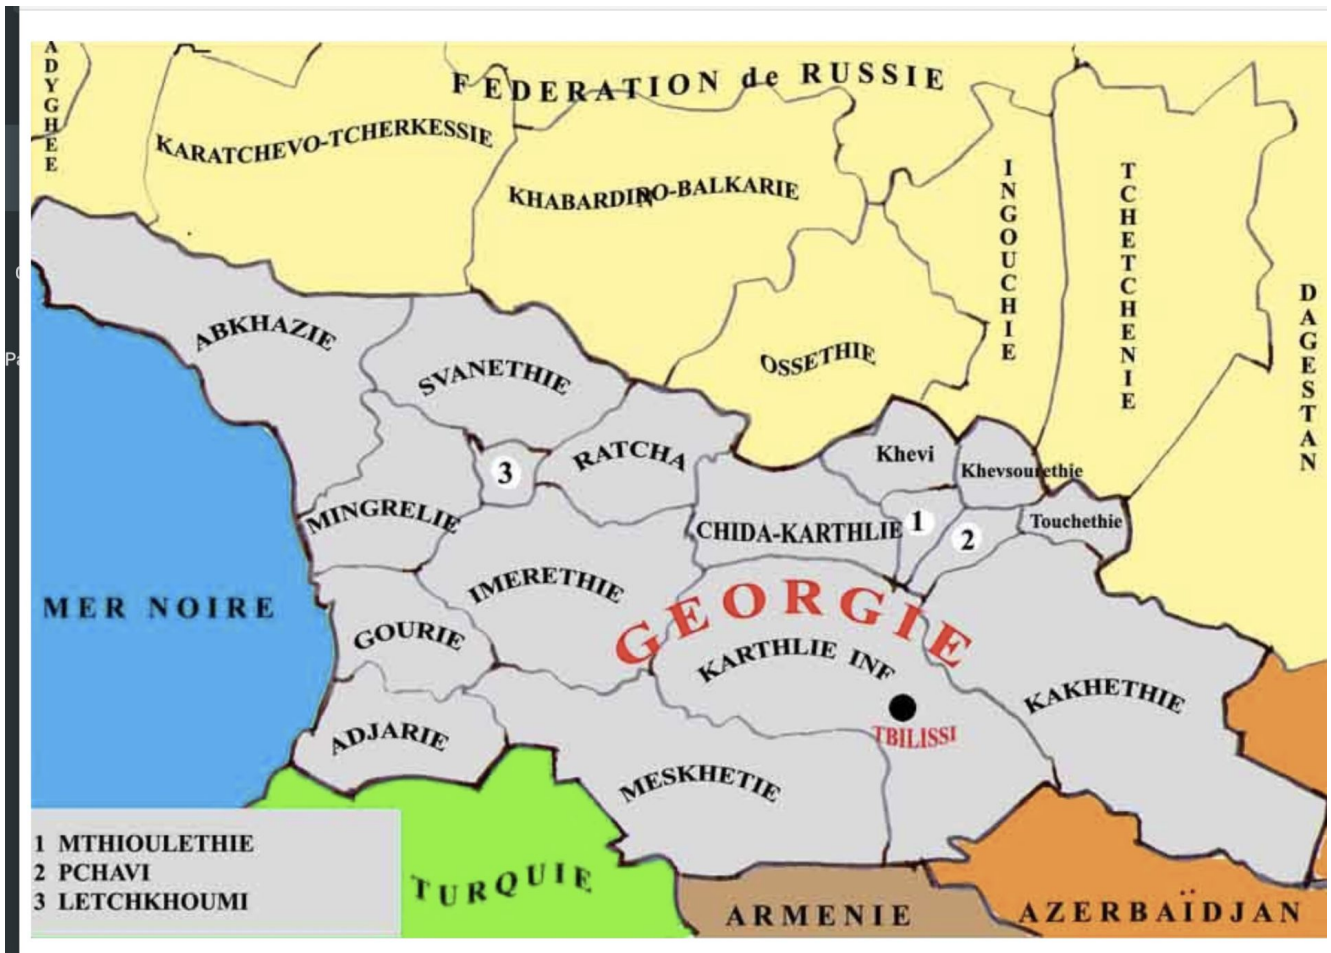 ADYGHEE
FEDERATION de RUSSIE
KARATCHEVO-TCHERKESSIE
KHABARDINO-BALKARIE
INGOUCHIE
TCHETCHENIE
DAGESTAN
OSSETHIE
ABKHAZIE
SVANETHIE
RATCHA
3
Khevi
Khevsourethie
MINGRELIE
CHIDA-KARTHLIE
1
2
Touchethie
IMERETHIE
MER NOIRE
GEORGIE
GOURIE
KARTHLIE INF
KAKHETHIE
TBILISSI
ADJARIE
MESKHETIE
1 MTHIOULETHIE
2 PCHAVI
3 LETCHKHOUMI
TURQUIE
ARMENIE
AZERBAÏDJAN